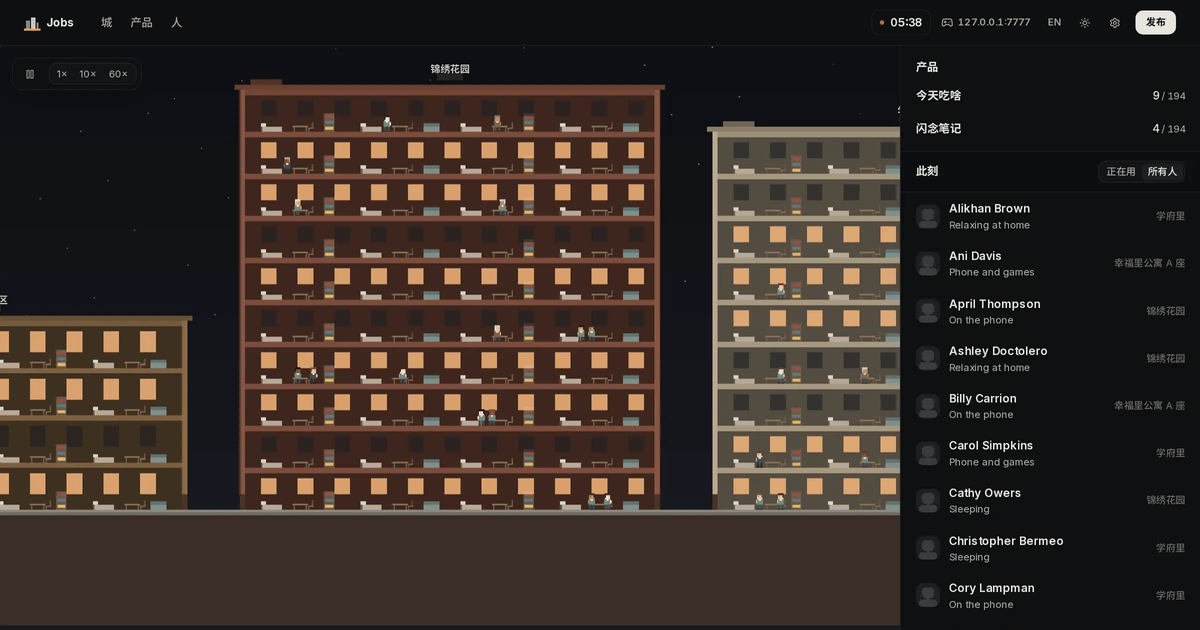 Jobs
城 产品 人
05:38
127.0.0.1:7777
EN
发布
1× 10× 60×
锦绣花园
区
产品
今天吃啥 9 / 194
闪念笔记 4 / 194
此刻 正在用 所有人
Alikhan Brown
Relaxing at home
学府里
Ani Davis
Phone and games
幸福里公寓 A 座
April Thompson
On the phone
锦绣花园
Ashley Doctolero
Relaxing at home
锦绣花园
Billy Carrion
On the phone
幸福里公寓 A 座
Carol Simpkins
Phone and games
学府里
Cathy Owers
Sleeping
锦绣花园
Christopher Bermeo
Sleeping
学府里
Cory Lampman
On the phone
学府里